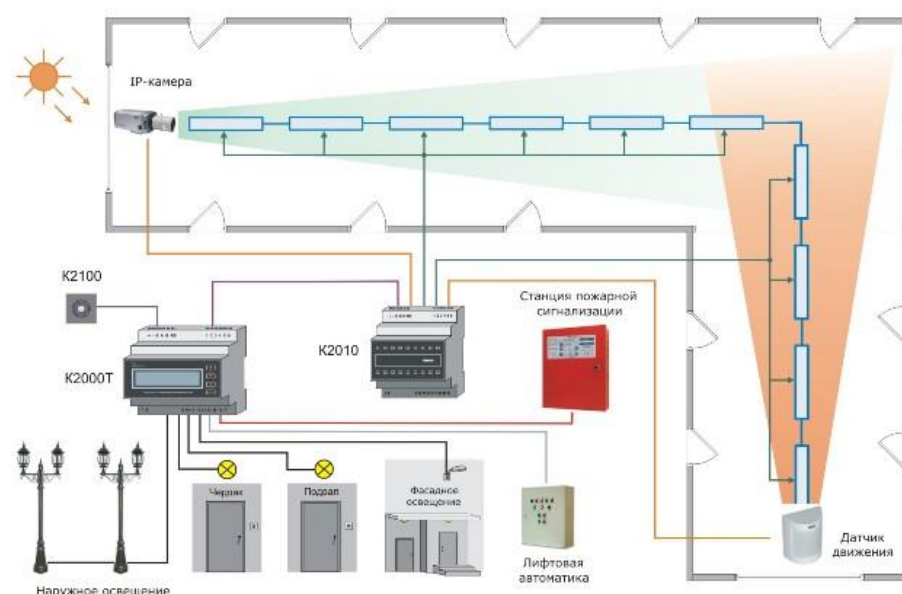 IP-камера
К2100
Станция пожарной
сигнализации
К2010
К2000Т
Чердак
Подвал
Фасадное
освещение
Датчик
движения
Лифтовая
автоматика
Наружное освещение